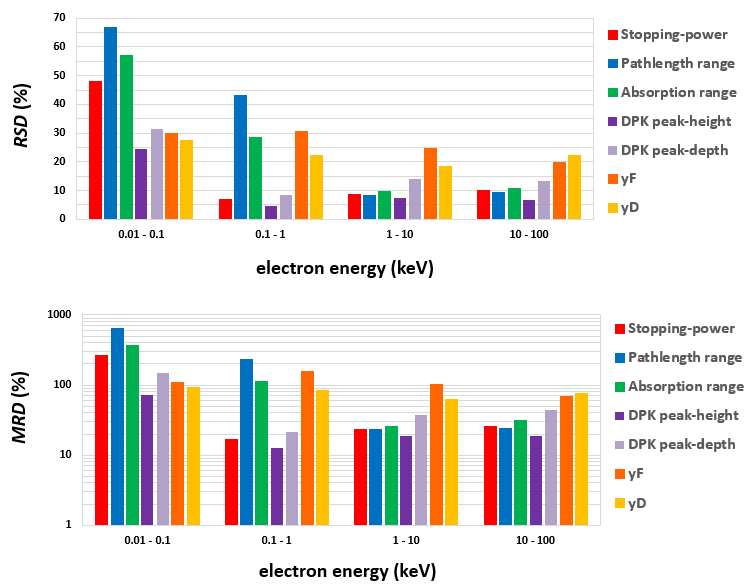 70
60
50
40
30
20
10
0
RSD (%)
0.01 - 0.1
0.1 - 1
1 - 10
10 - 100
electron energy (keV)
Stopping-power
Pathlength range
Absorption range
DPK peak-height
DPK peak-depth
yF
yD
1000
100
10
1
MRD (%)
0.01 - 0.1
0.1 - 1
1 - 10
10 - 100
electron energy (keV)
Stopping-power
Pathlength range
Absorption range
DPK peak-height
DPK peak-depth
yF
yD